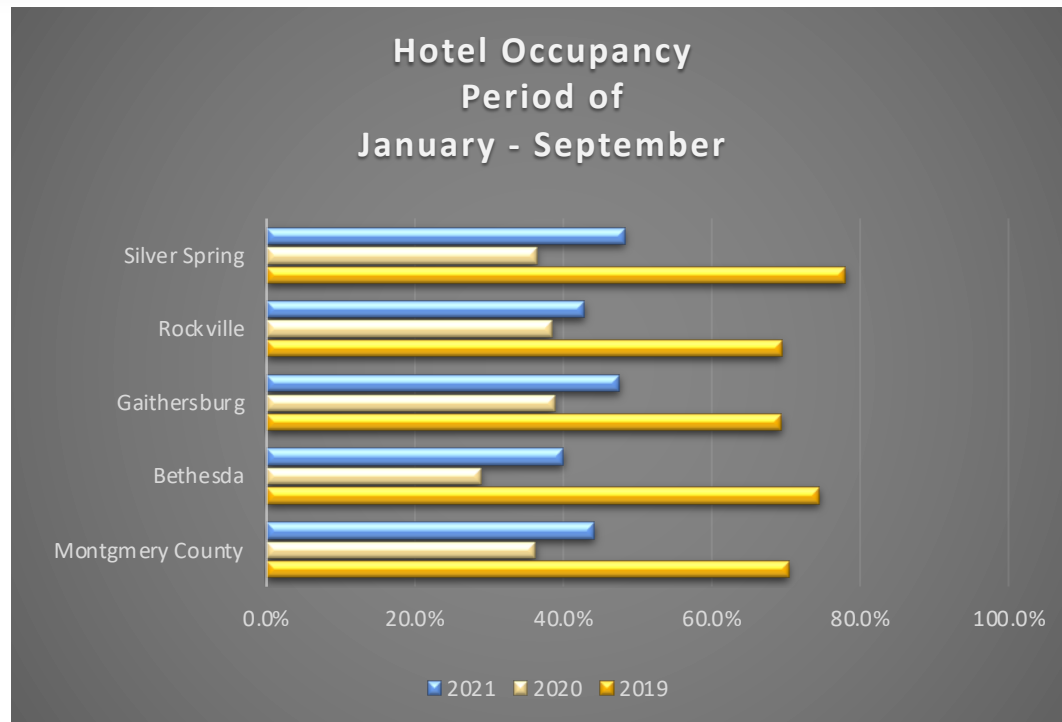 Hotel Occupancy
Period of
January - September
Silver Spring
Rockville
Gaithersburg
Bethesda
Montgmery County
0.0% 20.0% 40.0% 60.0% 80.0% 100.0%
2021 2020 2019